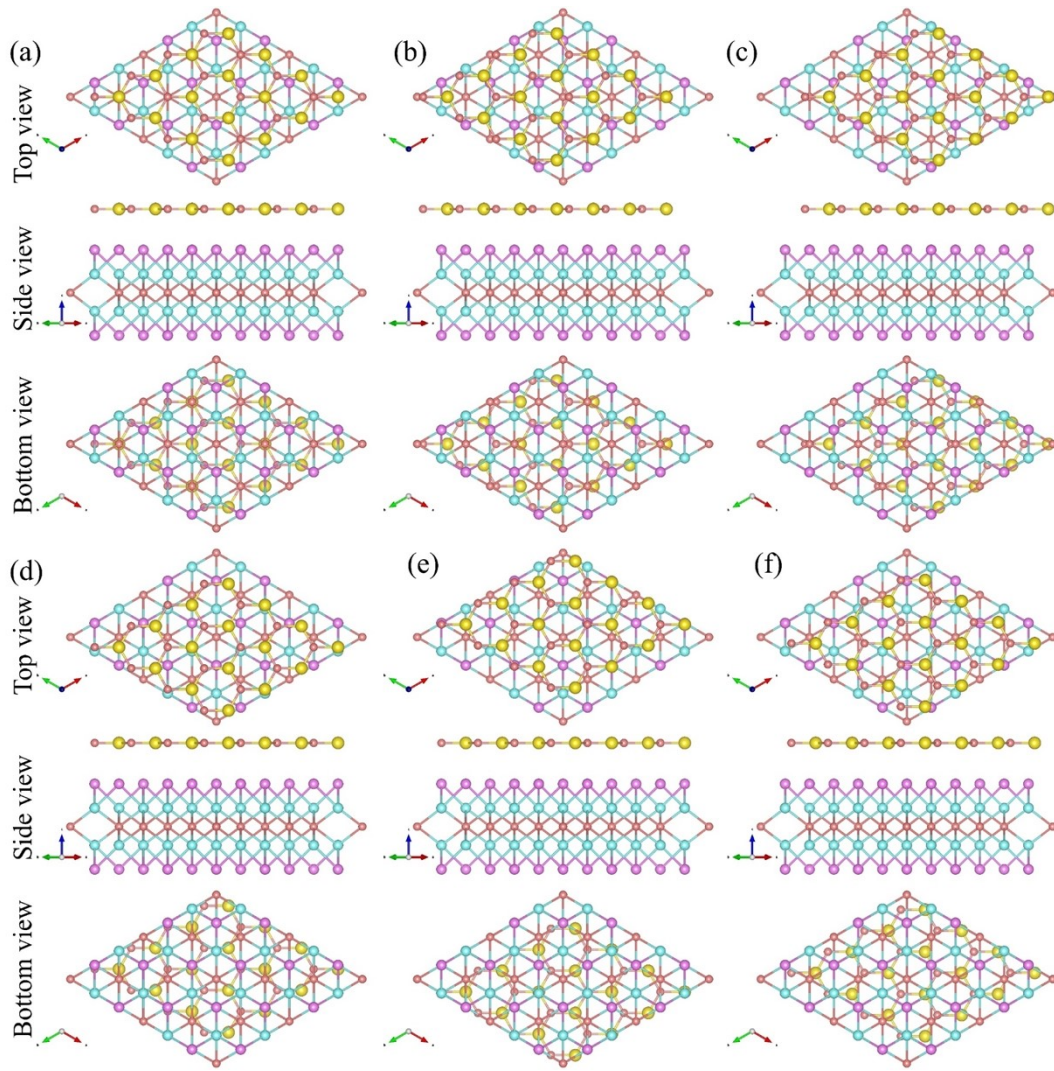 (a)
(b)
(c)
Top view
Side view
Bottom view
(d)
(e)
(f)
Top view
Side view
Bottom view